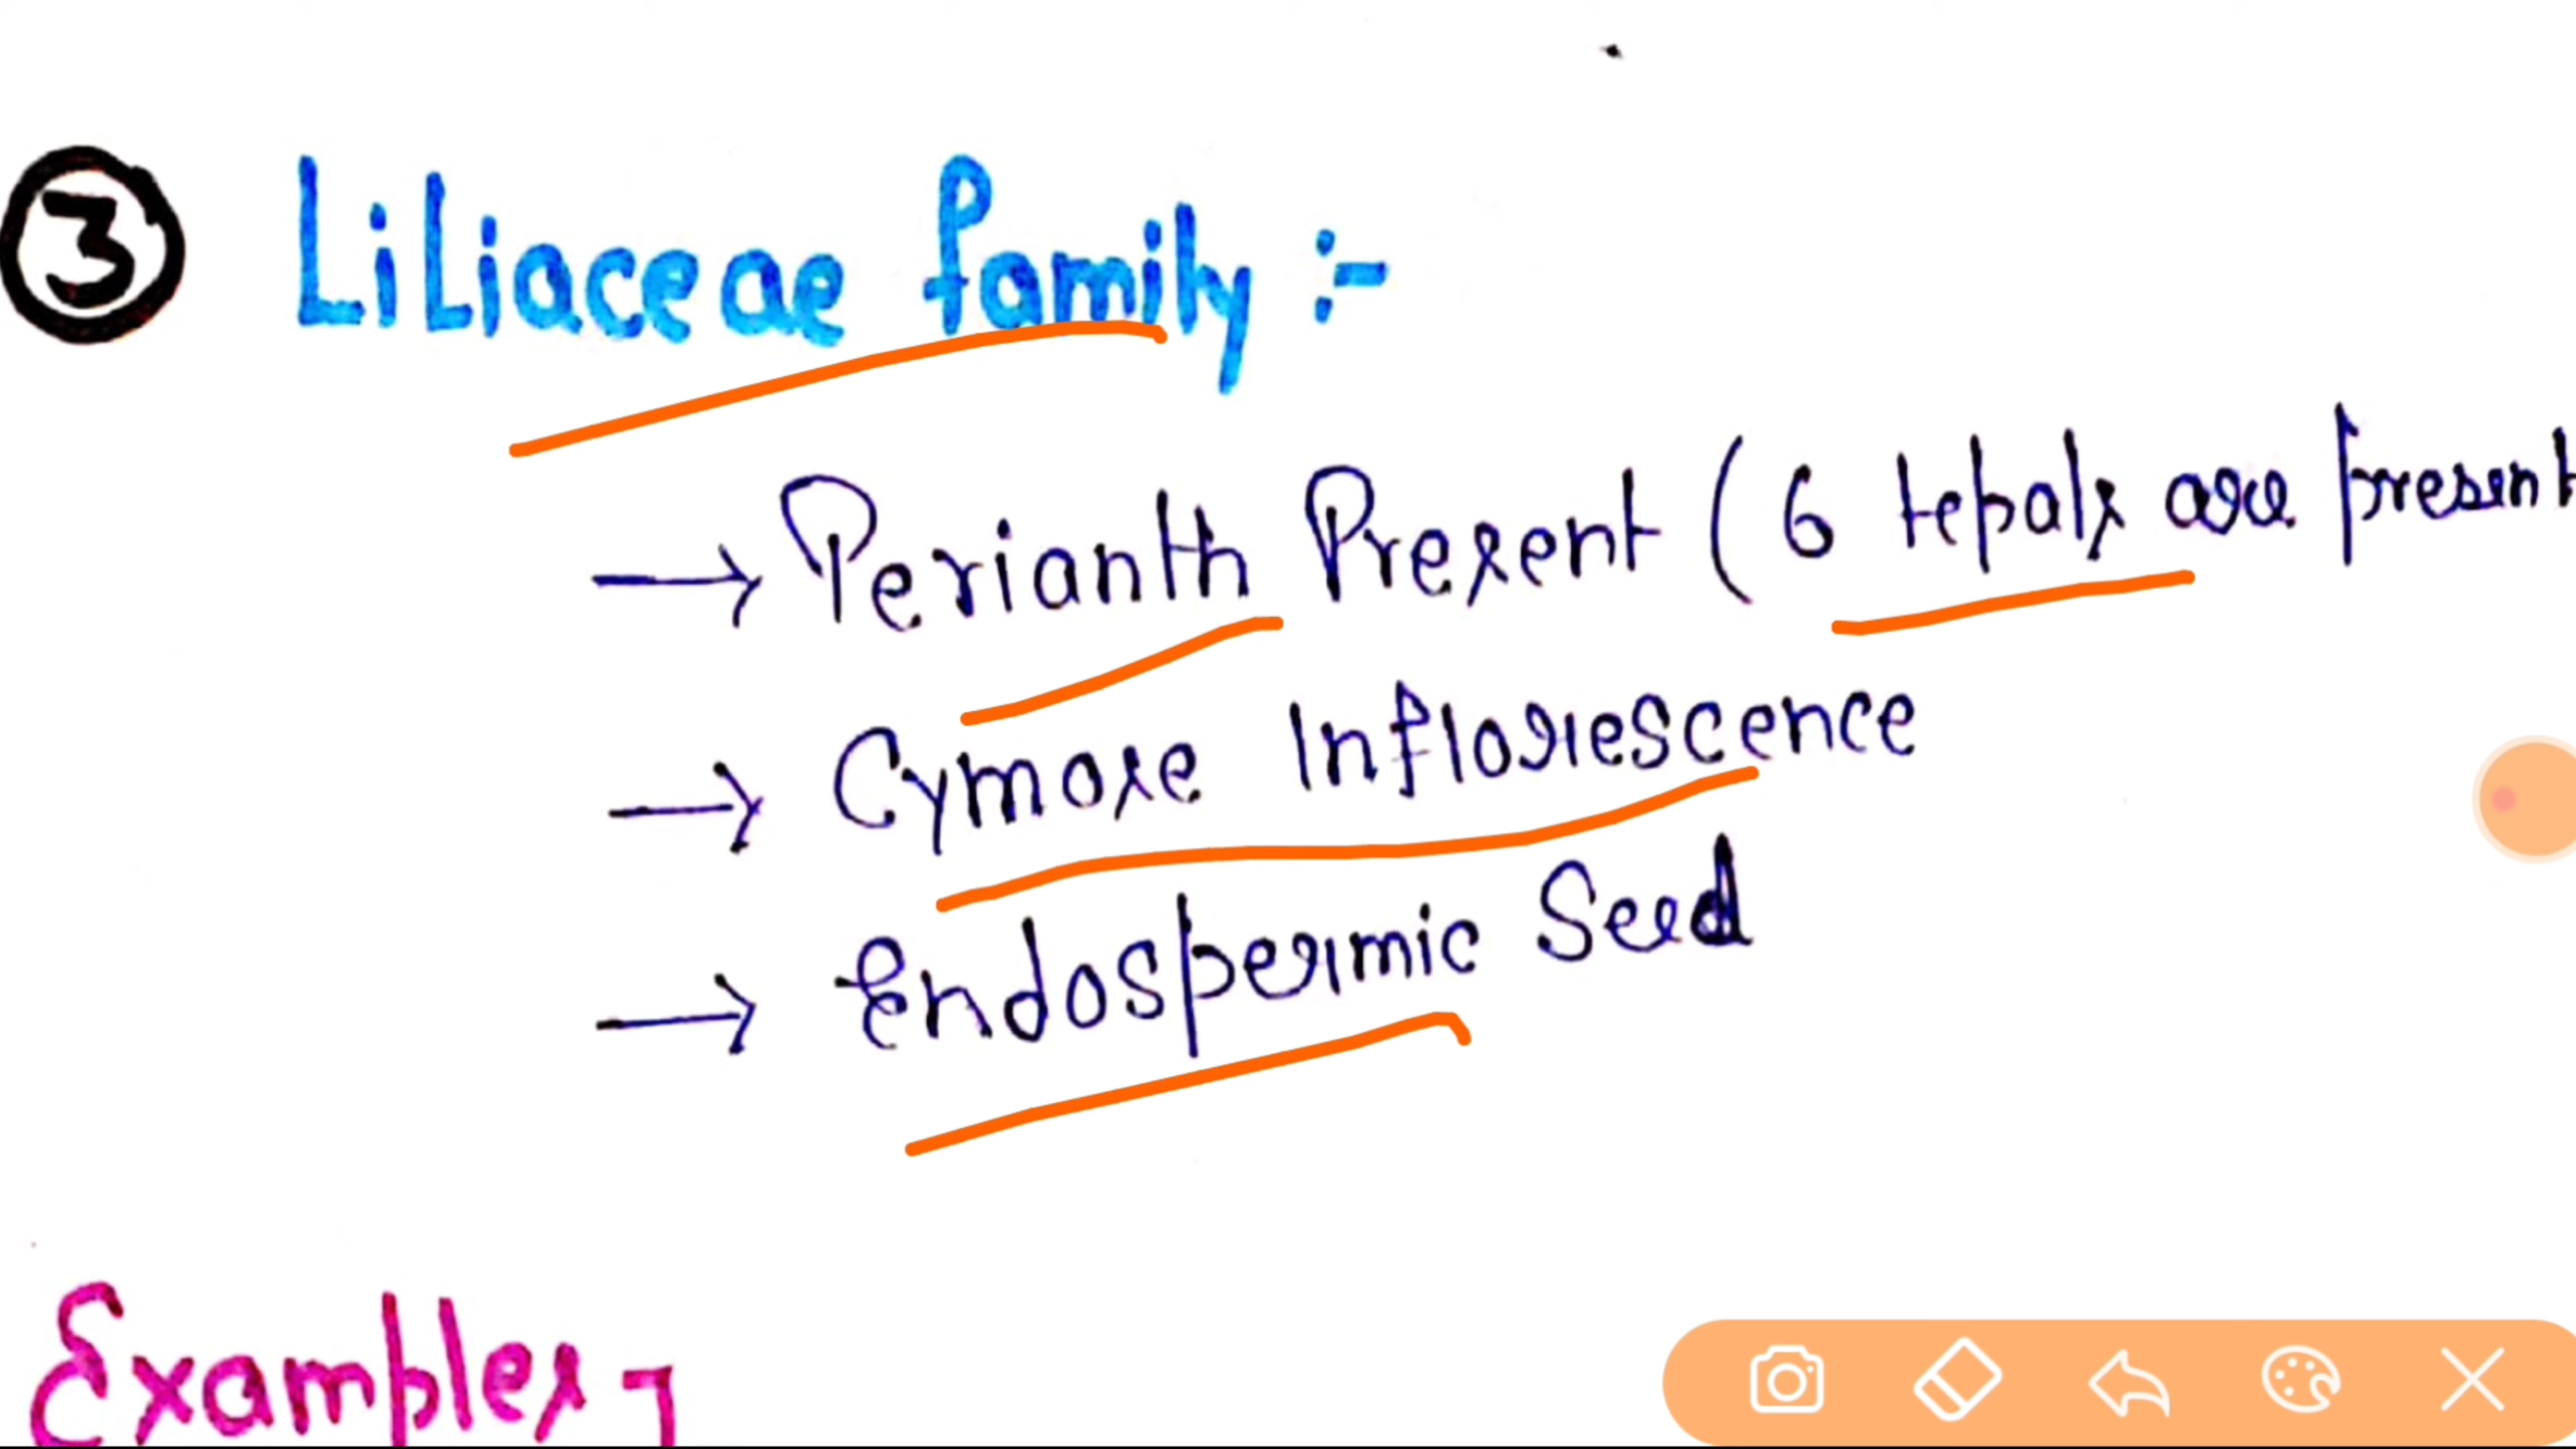 3 Liliaceae family :-
→ Perianth Present ( 6 tepals are present
→ Cymose Inflorescence
→ Endospermic Seed
Examples -